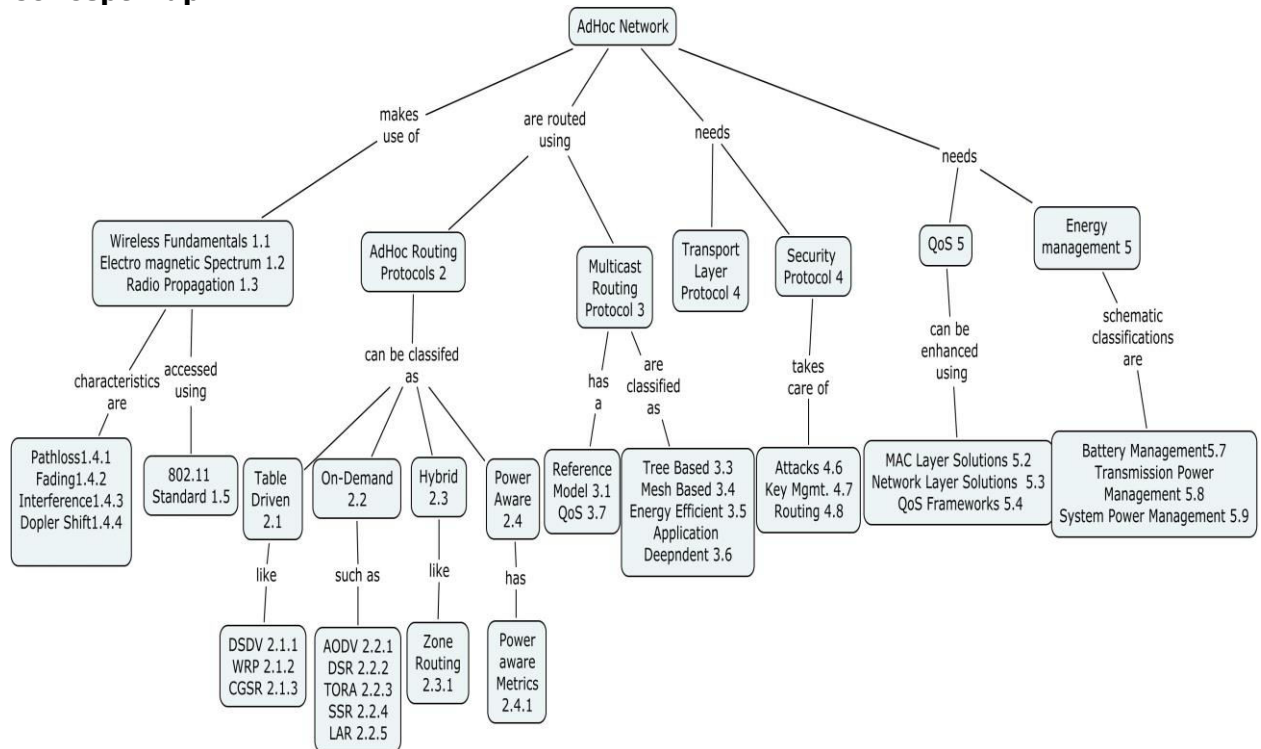 AdHoc Network
makes
use of
are routed
using
needs
needs
Wireless Fundamentals 1.1
Electro magnetic Spectrum 1.2
Radio Propagation 1.3
AdHoc Routing
Protocols 2
Multicast
Routing
Protocol 3
Transport
Layer
Protocol 4
Security
Protocol 4
QoS 5
Energy
management 5
characteristics
are
accessed
using
can be classifed
as
has
a
are
classified
as
takes
care of
can be
enhanced
using
schematic
classifications
are
Pathloss1.4.1
Fading1.4.2
Interference1.4.3
Dopler Shift1.4.4
802.11
Standard 1.5
Table
Driven
2.1
On-Demand
2.2
Hybrid
2.3
Power
Aware
2.4
Reference
Model 3.1
QoS 3.7
Tree Based 3.3
Mesh Based 3.4
Energy Efficient 3.5
Application
Deepndent 3.6
Attacks 4.6
Key Mgmt. 4.7
Routing 4.8
MAC Layer Solutions 5.2
Network Layer Solutions 5.3
QoS Frameworks 5.4
Battery Management5.7
Transmission Power
Management 5.8
System Power Management 5.9
like
such as
like
has
DSDV 2.1.1
WRP 2.1.2
CGSR 2.1.3
AODV 2.2.1
DSR 2.2.2
TORA 2.2.3
SSR 2.2.4
LAR 2.2.5
Zone
Routing
2.3.1
Power
aware
Metrics
2.4.1